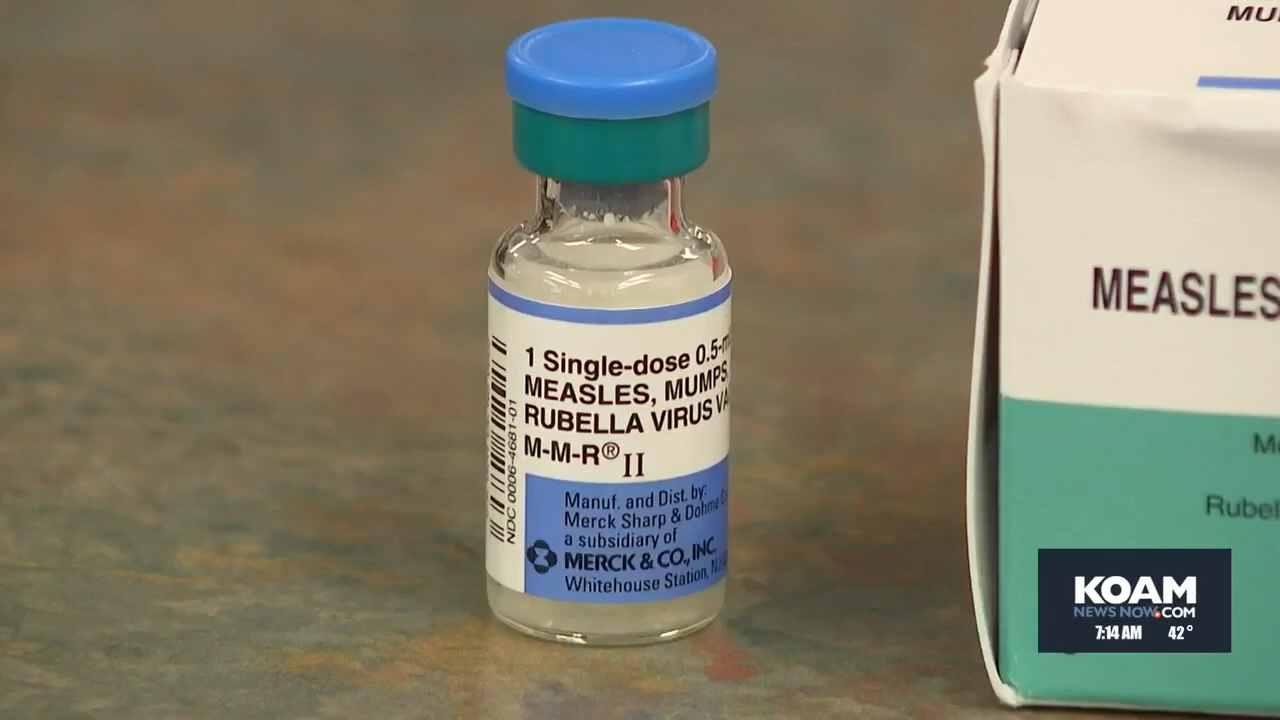 1 Single-dose 0.5-m
MEASLES, MUMPS
RUBELLA VIRUS VA
M-M-R® II
Manuf. and Dist. by:
Merck Sharp & Dohme
a subsidiary of
MERCK & CO., INC.
Whitehouse Station,
NDC 0006-4681-01
MU
MEASLES
M
Rubel
KOAM
NEWS NOW.COM
7:14 AM 42°